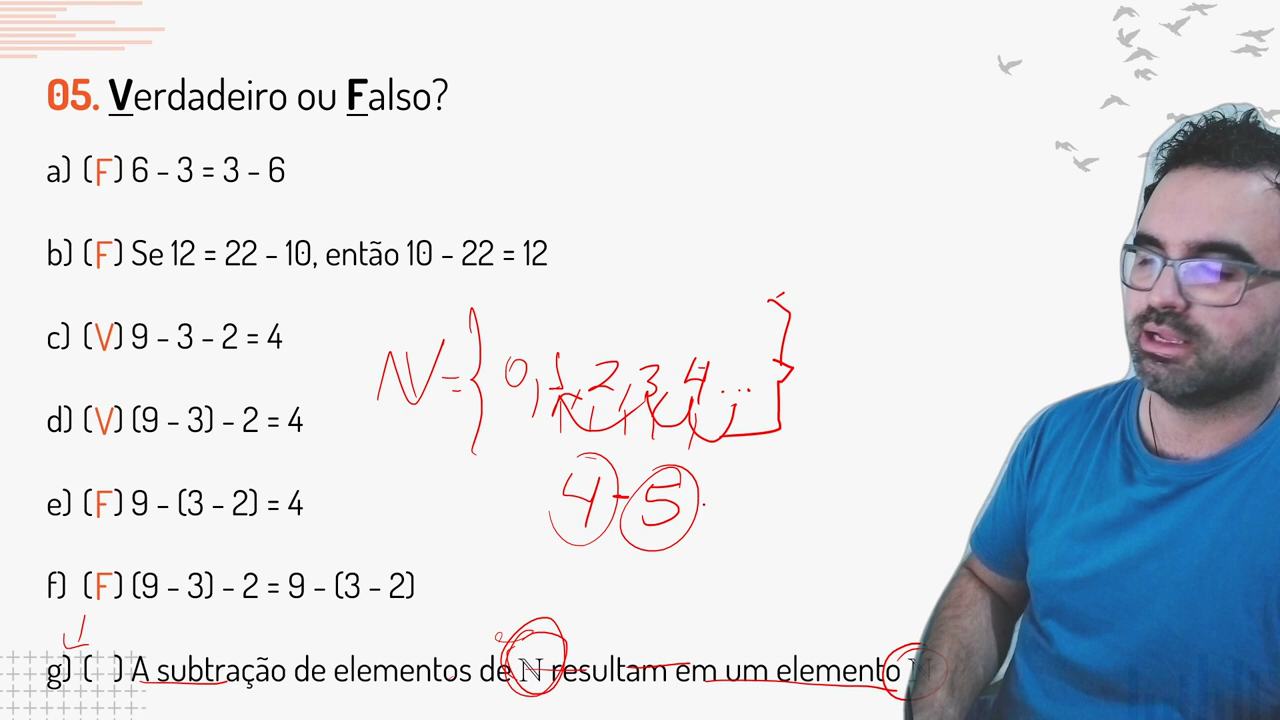 05. Verdadeiro ou Falso?
a) (F) 6 - 3 = 3 - 6
b) (F) Se 12 = 22 - 10, então 10 - 22 = 12
c) (V) 9 - 3 - 2 = 4
ℕ = { 0, 1, 2, 3, 4 ... }
d) (V) (9 - 3) - 2 = 4
4 - 5
e) (F) 9 - (3 - 2) = 4
f) (F) (9 - 3) - 2 = 9 - (3 - 2)
g) ( ) A subtração de elementos de ℕ resultam em um elemento ℕ